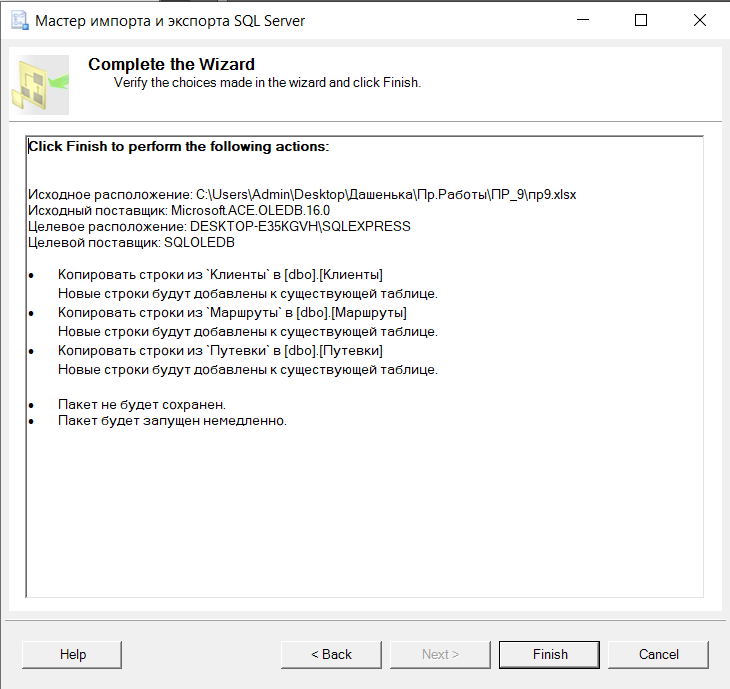 Мастер импорта и экспорта SQL Server
Complete the Wizard
Verify the choices made in the wizard and click Finish.
Click Finish to perform the following actions:
Исходное расположение: C:\Users\Admin\Desktop\Дашенька\Пр.Работы\ПР_9\пр9.xlsx
Исходный поставщик: Microsoft.ACE.OLEDB.16.0
Целевое расположение: DESKTOP-E35KGVH\SQLEXPRESS
Целевой поставщик: SQLOLEDB
• Копировать строки из `Клиенты` в [dbo].[Клиенты]
Новые строки будут добавлены к существующей таблице.
• Копировать строки из `Маршруты` в [dbo].[Маршруты]
Новые строки будут добавлены к существующей таблице.
• Копировать строки из `Путевки` в [dbo].[Путевки]
Новые строки будут добавлены к существующей таблице.
• Пакет не будет сохранен.
• Пакет будет запущен немедленно.
Help < Back Next > Finish Cancel